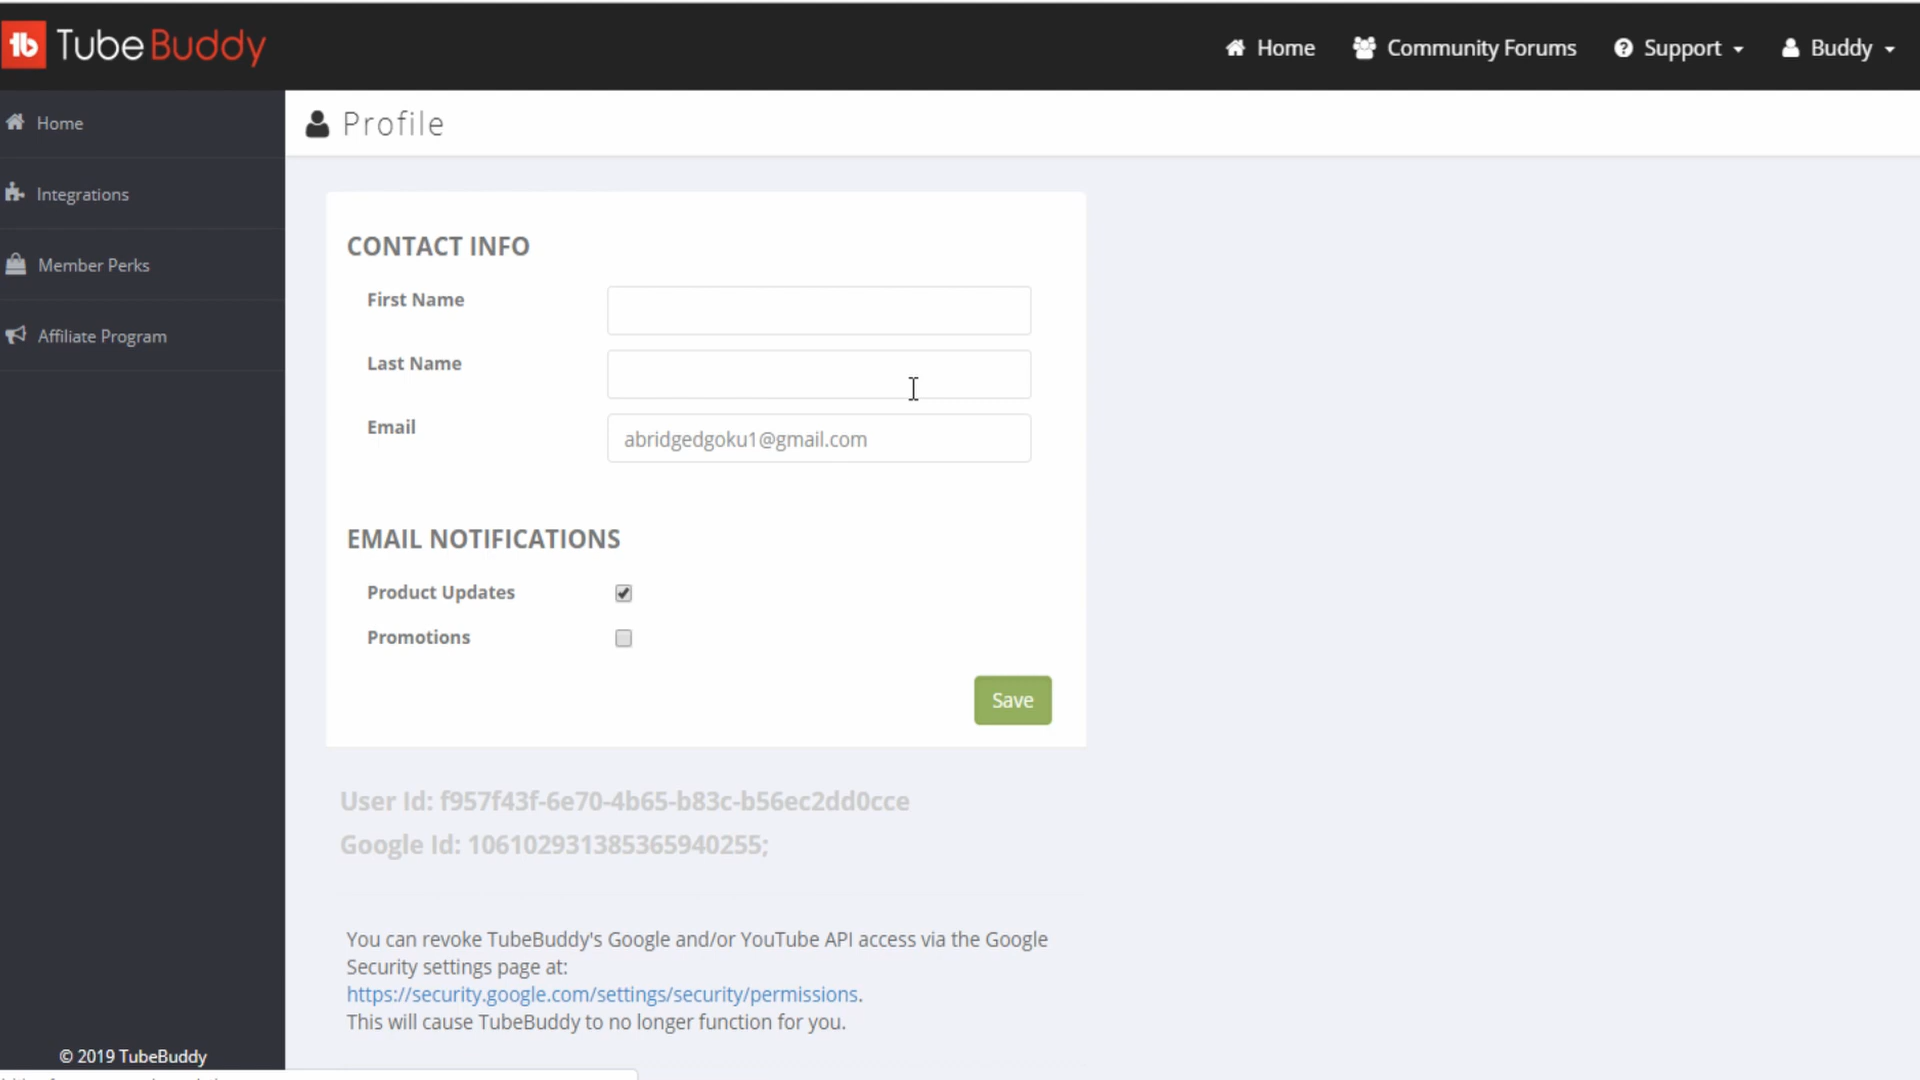 TubeBuddy
Home
Community Forums
Support
Buddy
Home
Integrations
Member Perks
Affiliate Program
Profile
CONTACT INFO
First Name
Last Name
Email
abridgedgoku1@gmail.com
EMAIL NOTIFICATIONS
Product Updates
Promotions
Save
User Id: f957f43f-6e70-4b65-b83c-b56ec2dd0cce
Google Id: 106102931385365940255;
You can revoke TubeBuddy's Google and/or YouTube API access via the Google
Security settings page at:
https://security.google.com/settings/security/permissions.
This will cause TubeBuddy to no longer function for you.
© 2019 TubeBuddy